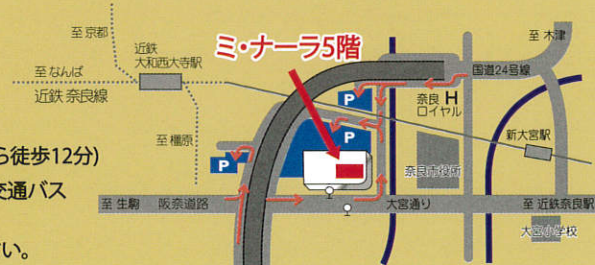 至京都
至なんば
近鉄
大和西大寺駅
近鉄 奈良線
至橿原
ミ・ナーラ5階
P
P
P
至 木津
国道24号線
奈良 H
ロイヤル
新大宮駅
奈良市役所
ら徒歩12分)
交通バス
至 生駒
阪奈道路
大宮通り
至 近鉄奈良駅
大宮小学校
い。